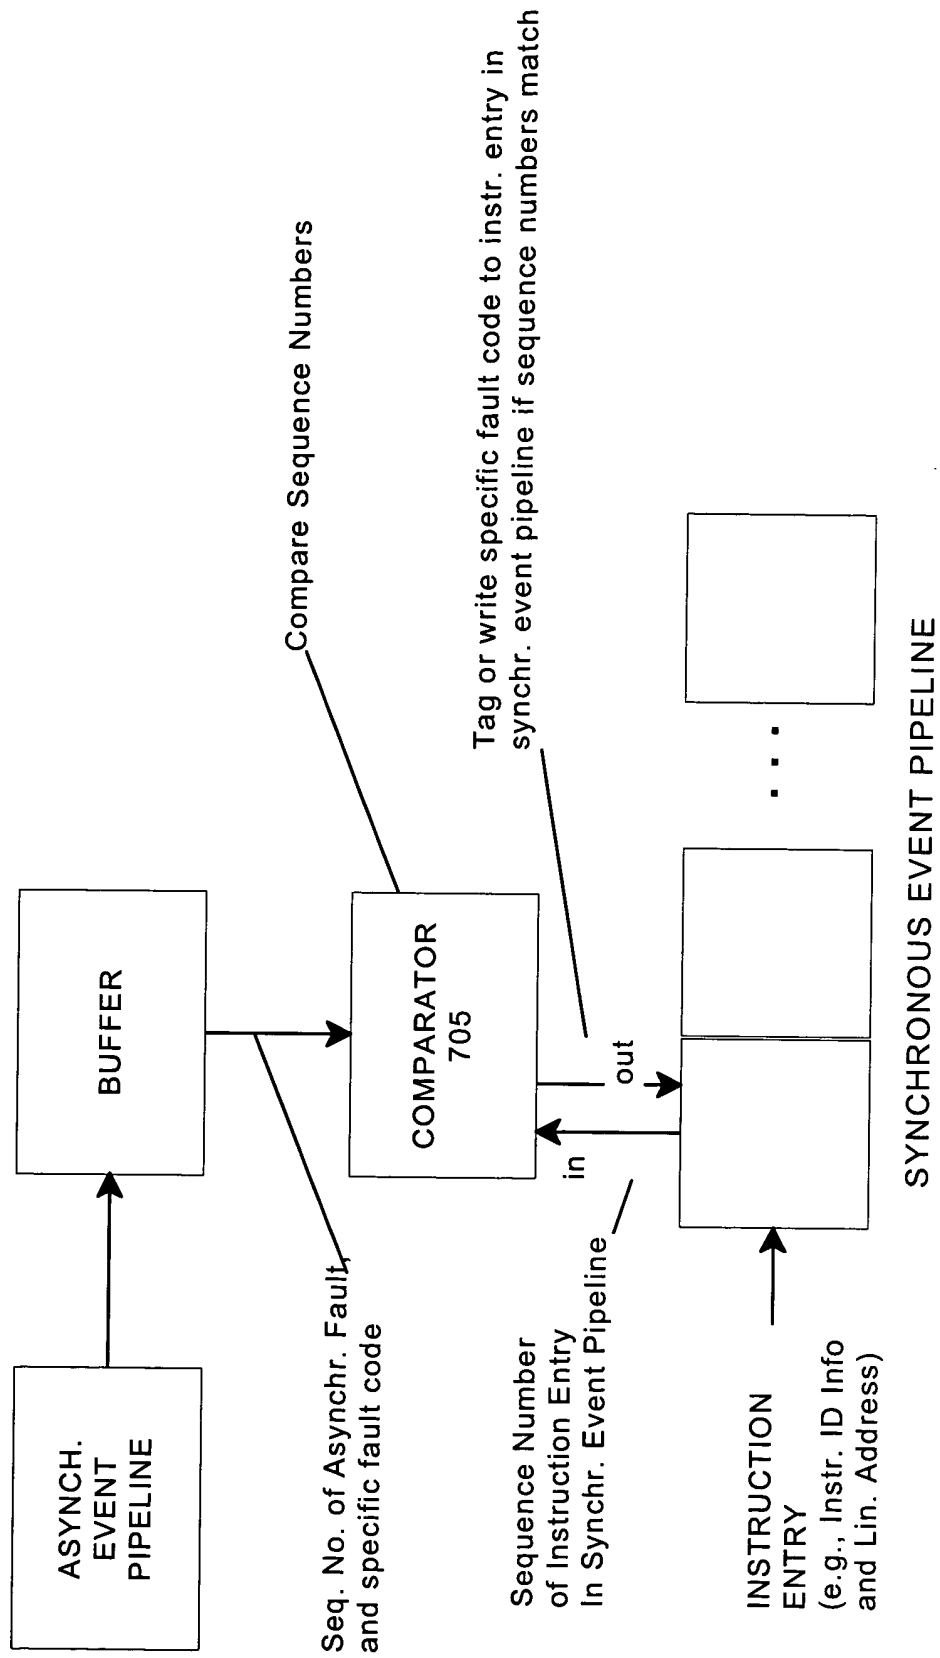 ASYNCH.
EVENT
PIPELINE
BUFFER
Seq. No. of Asynchr. Fault,
and specific fault code
COMPARATOR
705
Compare Sequence Numbers
Sequence Number
of Instruction Entry
In Synchr. Event Pipeline
in
out
Tag or write specific fault code to instr. entry in
synchr. event pipeline if sequence numbers match
INSTRUCTION
ENTRY
(e.g., Instr. ID Info
and Lin. Address)
. . .
SYNCHRONOUS EVENT PIPELINE